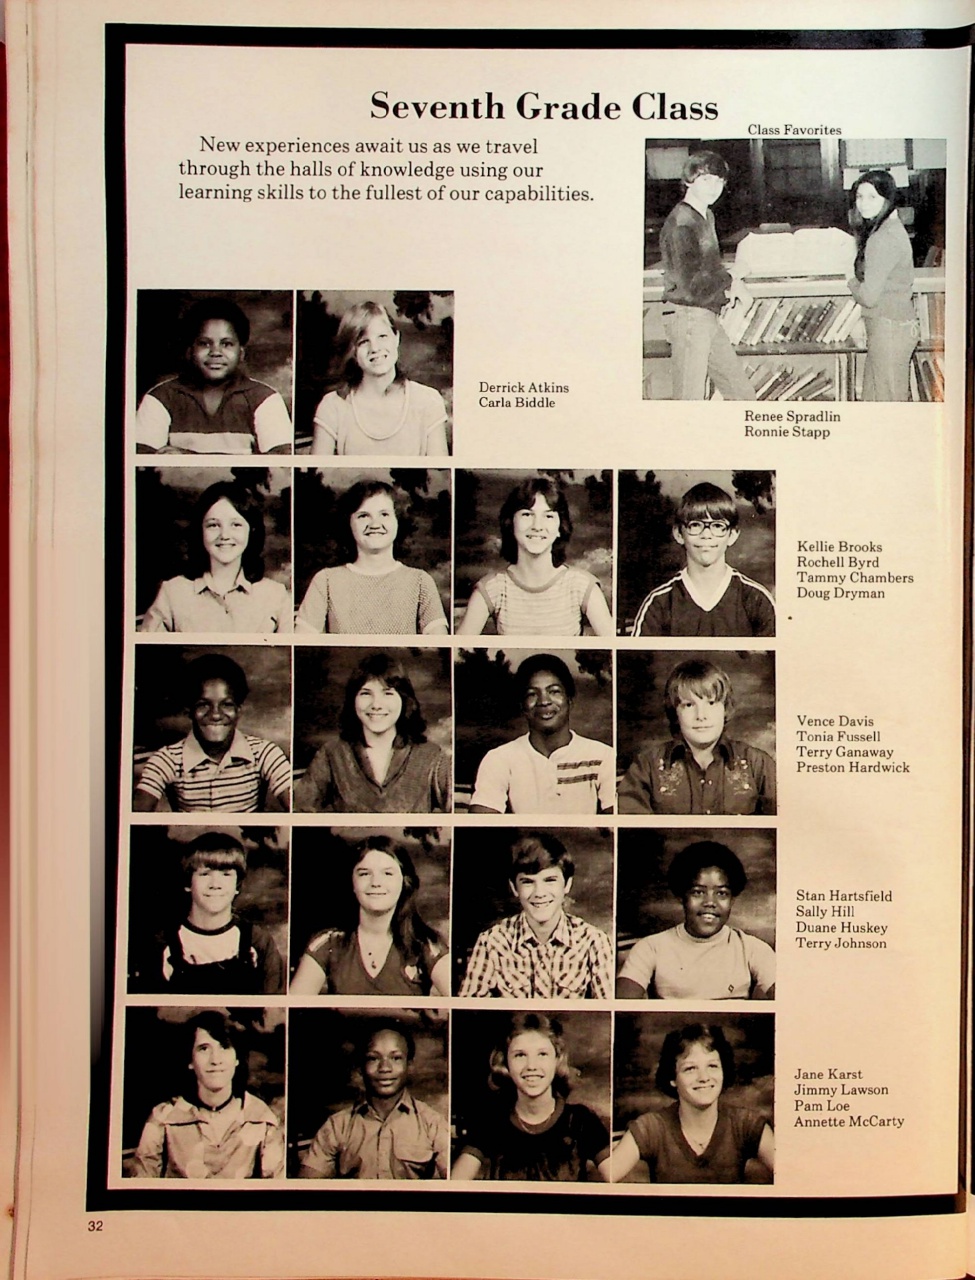 Seventh Grade Class
New experiences await us as we travel
through the halls of knowledge using our
learning skills to the fullest of our capabilities.
Class Favorites
Renee Spradlin
Ronnie Stapp
Derrick Atkins
Carla Biddle
Kellie Brooks
Rochell Byrd
Tammy Chambers
Doug Dryman
Vence Davis
Tonia Fussell
Terry Ganaway
Preston Hardwick
Stan Hartsfield
Sally Hill
Duane Huskey
Terry Johnson
Jane Karst
Jimmy Lawson
Pam Loe
Annette McCarty
32